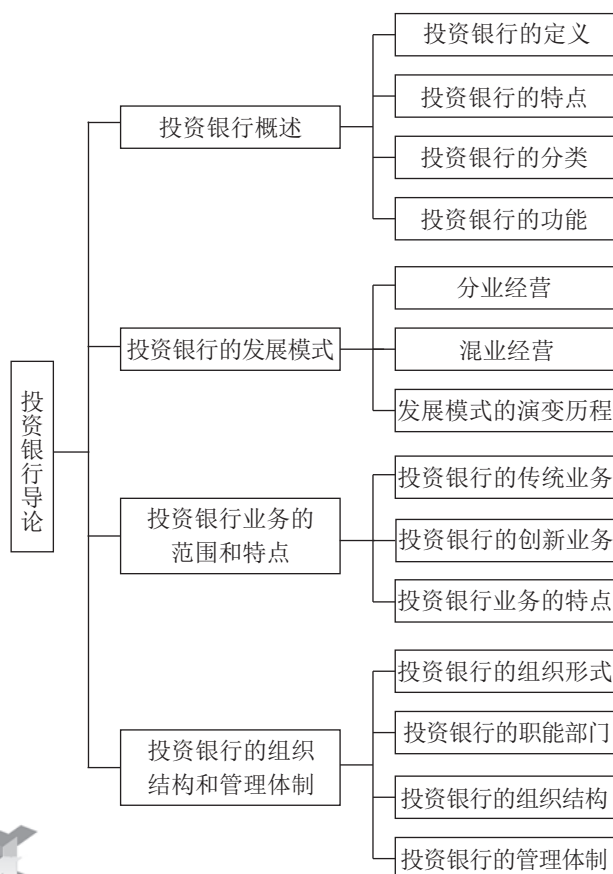 投资银行导论
投资银行概述
投资银行的定义
投资银行的特点
投资银行的分类
投资银行的功能
投资银行的发展模式
分业经营
混业经营
发展模式的演变历程
投资银行业务的
范围和特点
投资银行的传统业务
投资银行的创新业务
投资银行业务的特点
投资银行的组织
结构和管理体制
投资银行的组织形式
投资银行的职能部门
投资银行的组织结构
投资银行的管理体制